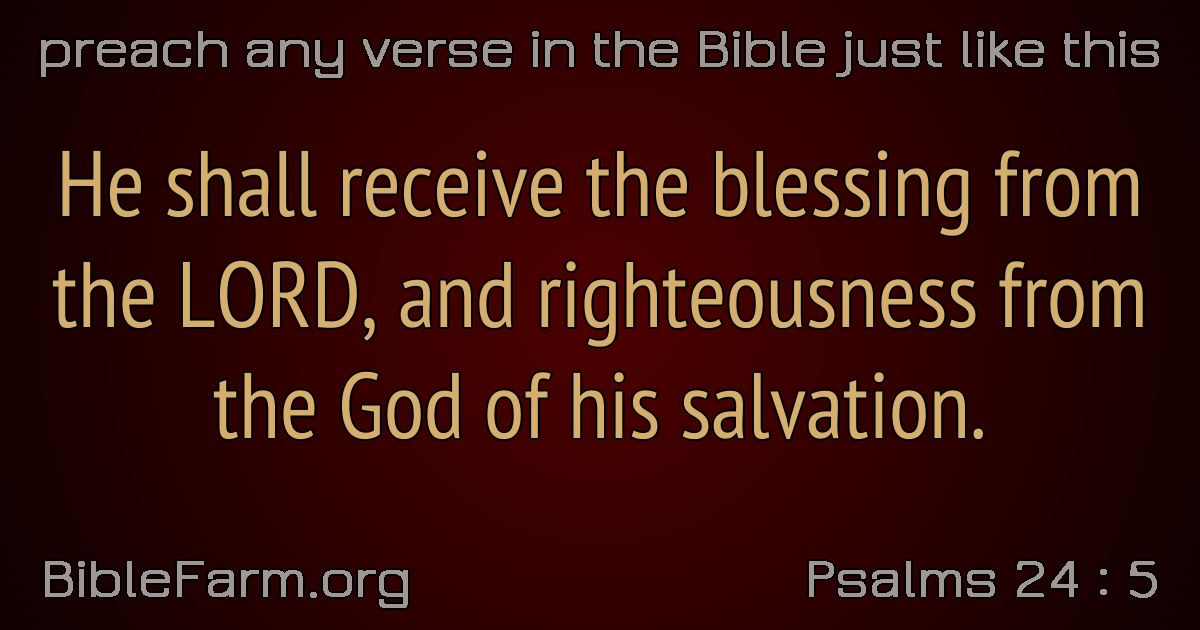 preach any verse in the Bible just like this
He shall receive the blessing from
the LORD, and righteousness from
the God of his salvation.
BibleFarm.org
Psalms 24 : 5